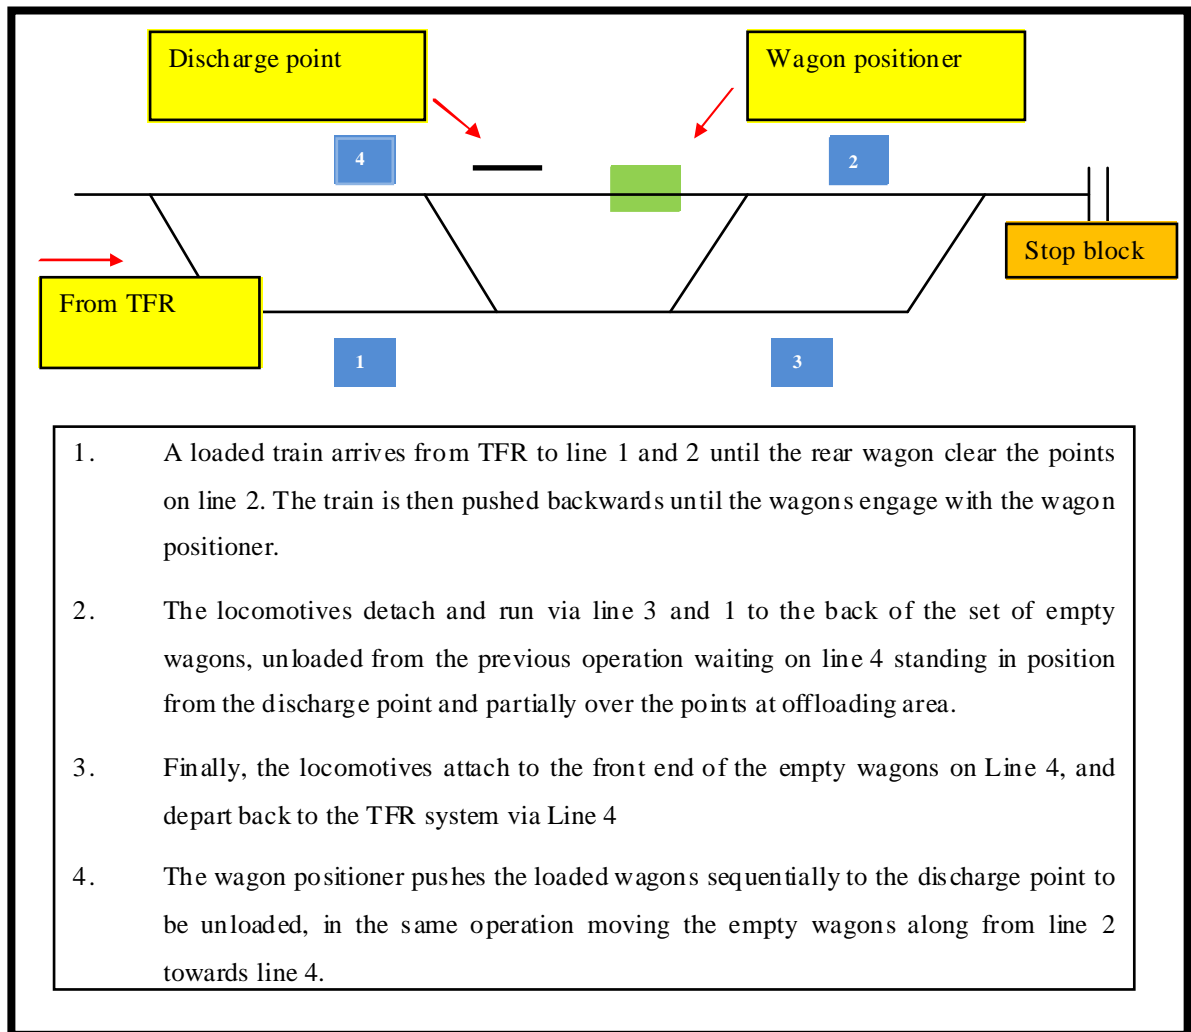 Discharge point
Wagon positioner
4
2
Stop block
From TFR
1
3
1. A loaded train arrives from TFR to line 1 and 2 until the rear wagon clear the points
on line 2. The train is then pushed backwards until the wagons engage with the wagon
positioner.
2. The locomotives detach and run via line 3 and 1 to the back of the set of empty
wagons, unloaded from the previous operation waiting on line 4 standing in position
from the discharge point and partially over the points at offloading area.
3. Finally, the locomotives attach to the front end of the empty wagons on Line 4, and
depart back to the TFR system via Line 4
4. The wagon positioner pushes the loaded wagons sequentially to the discharge point to
be unloaded, in the same operation moving the empty wagons along from line 2
towards line 4.